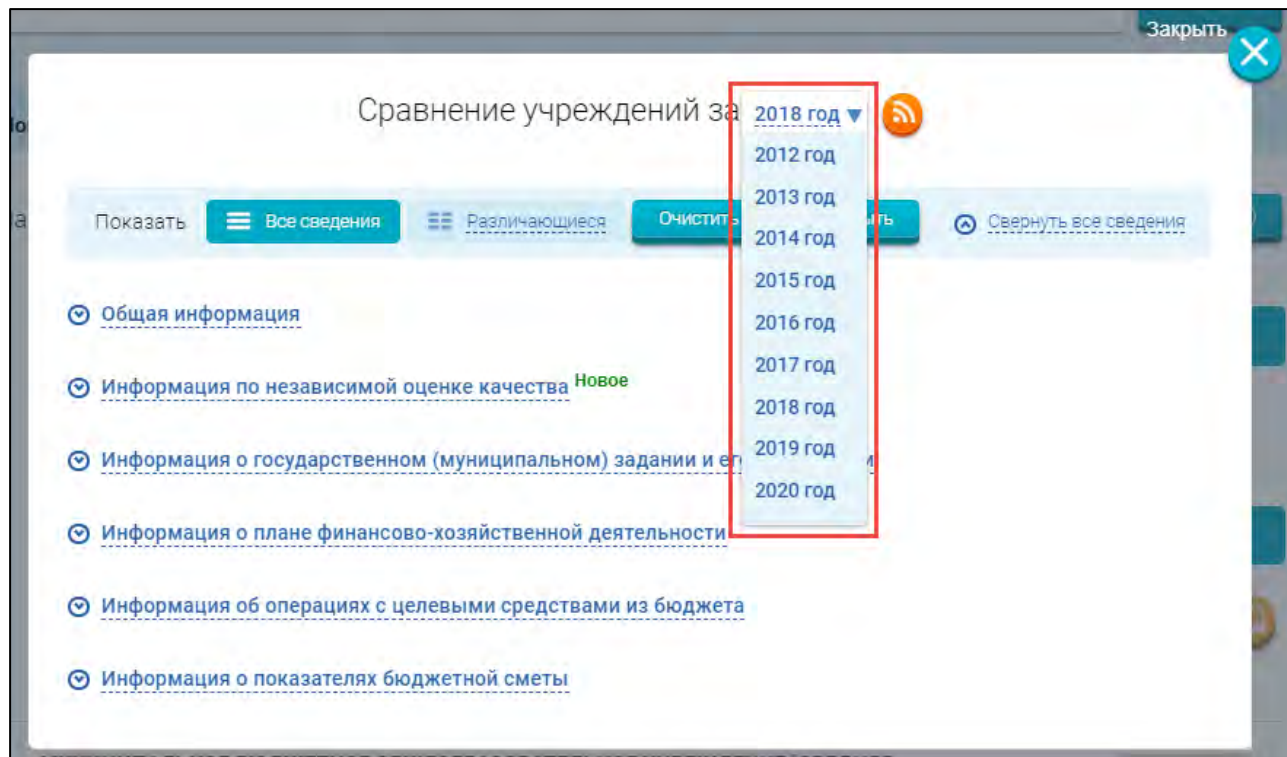 Закрыть
Сравнение учреждений за 2018 год
2012 год
2013 год
2014 год
2015 год
2016 год
2017 год
2018 год
2019 год
2020 год
Показать Все сведения Различающиеся Очистить Свернуть все сведения
Общая информация
Информация по независимой оценке качества Новое
Информация о государственном (муниципальном) задании и
Информация о плане финансово-хозяйственной деятельности
Информация об операциях с целевыми средствами из бюджета
Информация о показателях бюджетной сметы